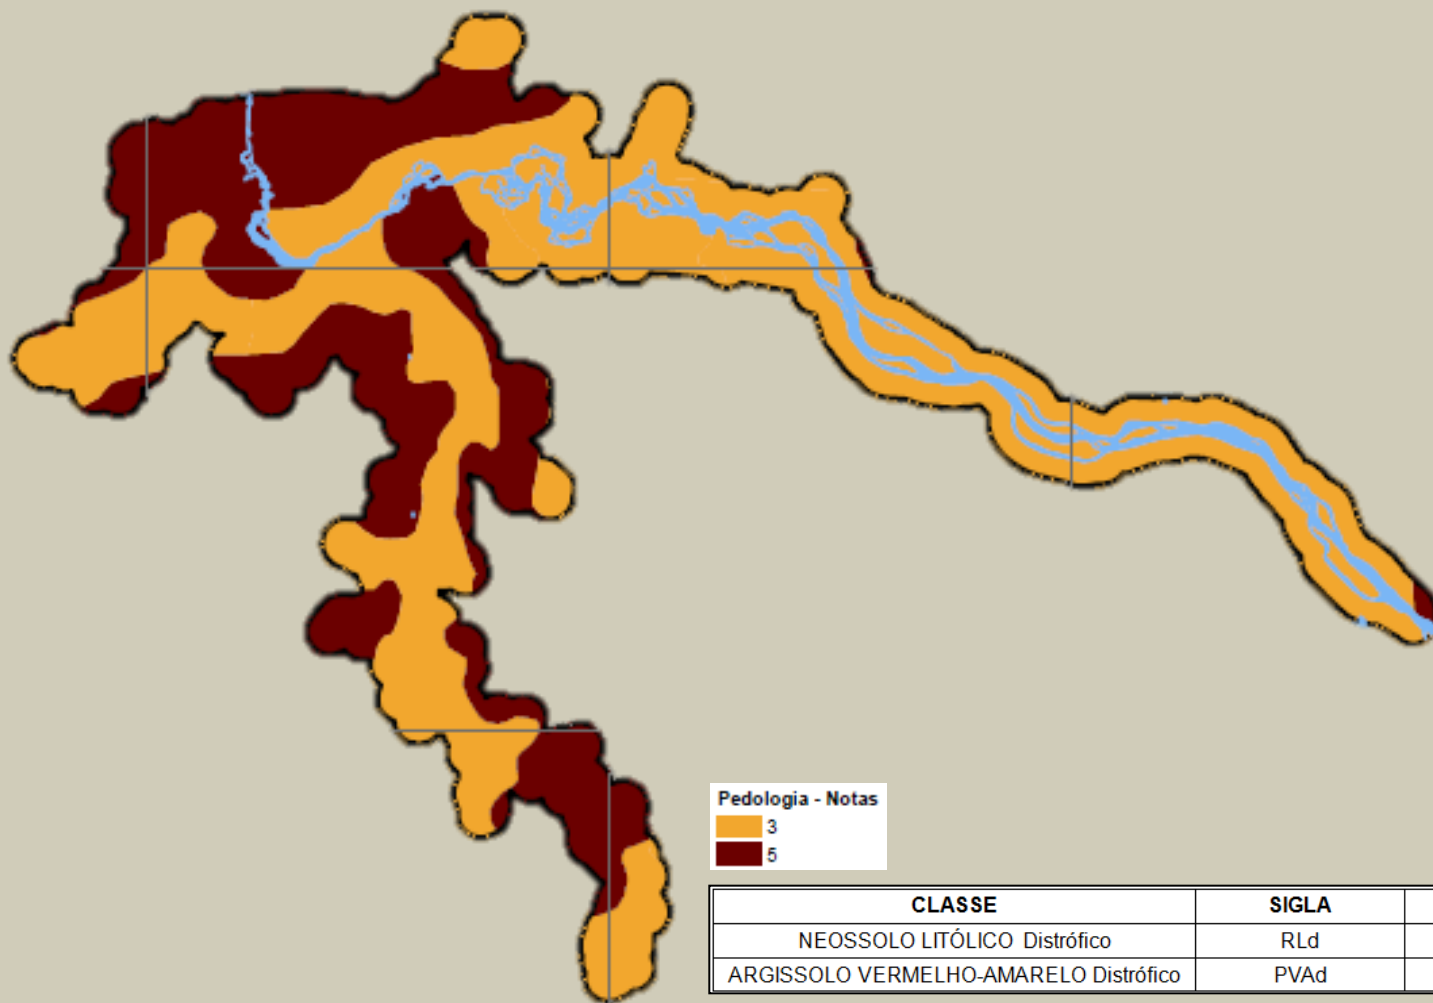 Pedologia - Notas
3
5
CLASSE SIGLA
NEOSSOLO LITÓLICO Distrófico RLd
ARGISSOLO VERMELHO-AMARELO Distrófico PVAd